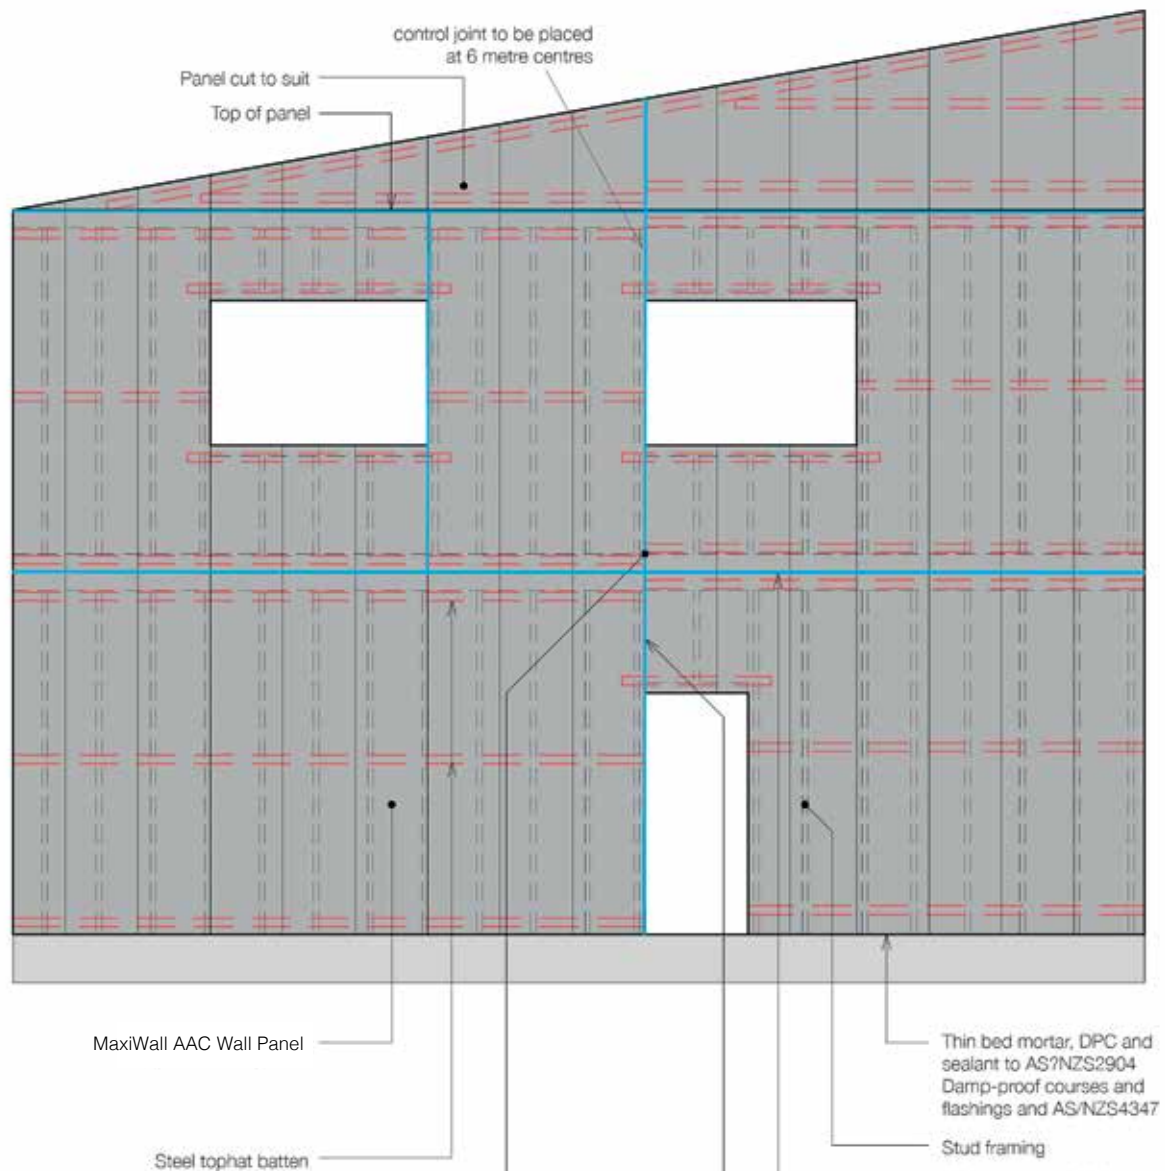 control joint to be placed
at 6 metre centres
Panel cut to suit
Top of panel
MaxiWall AAC Wall Panel
Thin bed mortar, DPC and
sealant to AS?NZS2904
Damp-proof courses and
flashings and AS/NZS4347
Stud framing
Steel tophat batten